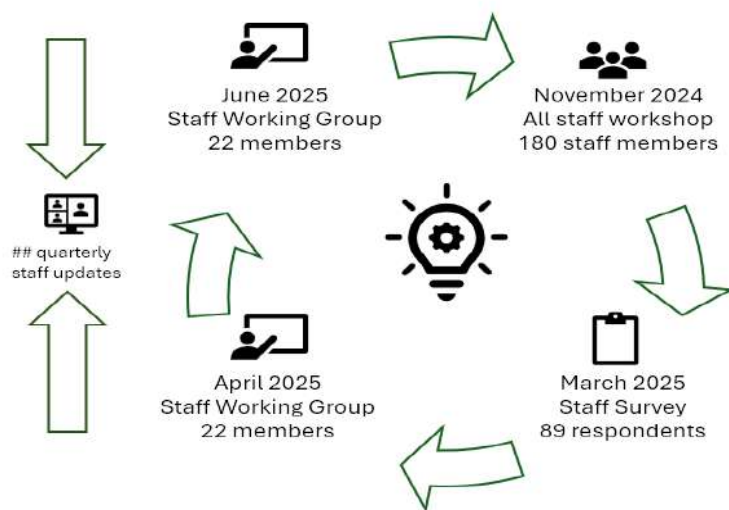 June 2025
Staff Working Group
22 members
November 2024
All staff workshop
180 staff members
## quarterly
staff updates
April 2025
Staff Working Group
22 members
March 2025
Staff Survey
89 respondents